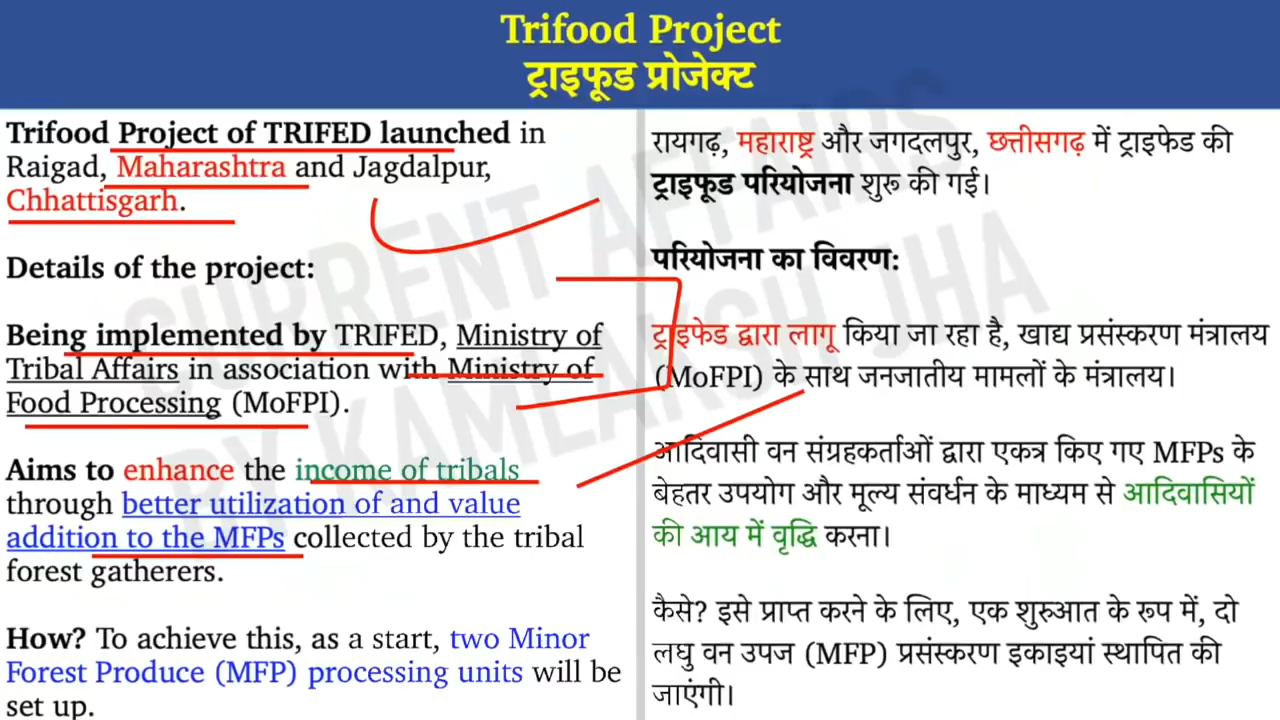 Trifood Project
ट्राइफूड प्रोजेक्ट
Trifood Project of TRIFED launched in
Raigad, Maharashtra and Jagdalpur,
Chhattisgarh.
Details of the project:
Being implemented by TRIFED, Ministry of
Tribal Affairs in association with Ministry of
Food Processing (MoFPI).
Aims to enhance the income of tribals
through better utilization of and value
addition to the MFPs collected by the tribal
forest gatherers.
How? To achieve this, as a start, two Minor
Forest Produce (MFP) processing units will be
set up.
रायगढ़, महाराष्ट्र और जगदलपुर, छत्तीसगढ़ में ट्राइफेड की
ट्राइफूड परियोजना शुरू की गई।
परियोजना का विवरण:
ट्राइफेड द्वारा लागू किया जा रहा है, खाद्य प्रसंस्करण मंत्रालय
(MoFPI) के साथ जनजातीय मामलों के मंत्रालय।
आदिवासी वन संग्रहकर्ताओं द्वारा एकत्र किए गए MFPs के
बेहतर उपयोग और मूल्य संवर्धन के माध्यम से आदिवासियों
की आय में वृद्धि करना।
कैसे? इसे प्राप्त करने के लिए, एक शुरुआत के रूप में, दो
लघु वन उपज (MFP) प्रसंस्करण इकाइयां स्थापित की
जाएंगी।
CURRENT AFFAIRS
BY KAMLAKSH JHA